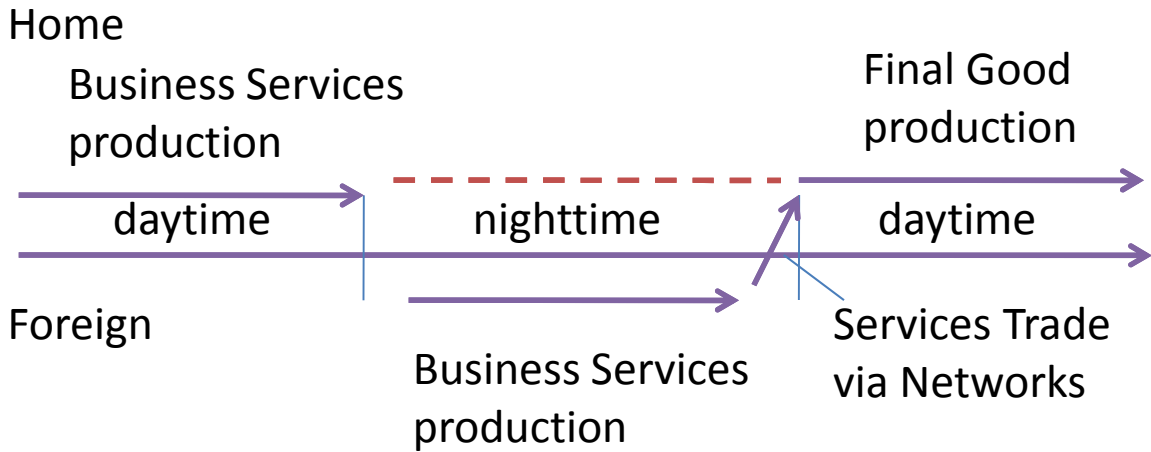 Home
Business Services
production
Final Good
production
daytime
nighttime
daytime
Foreign
Business Services
production
Services Trade
via Networks